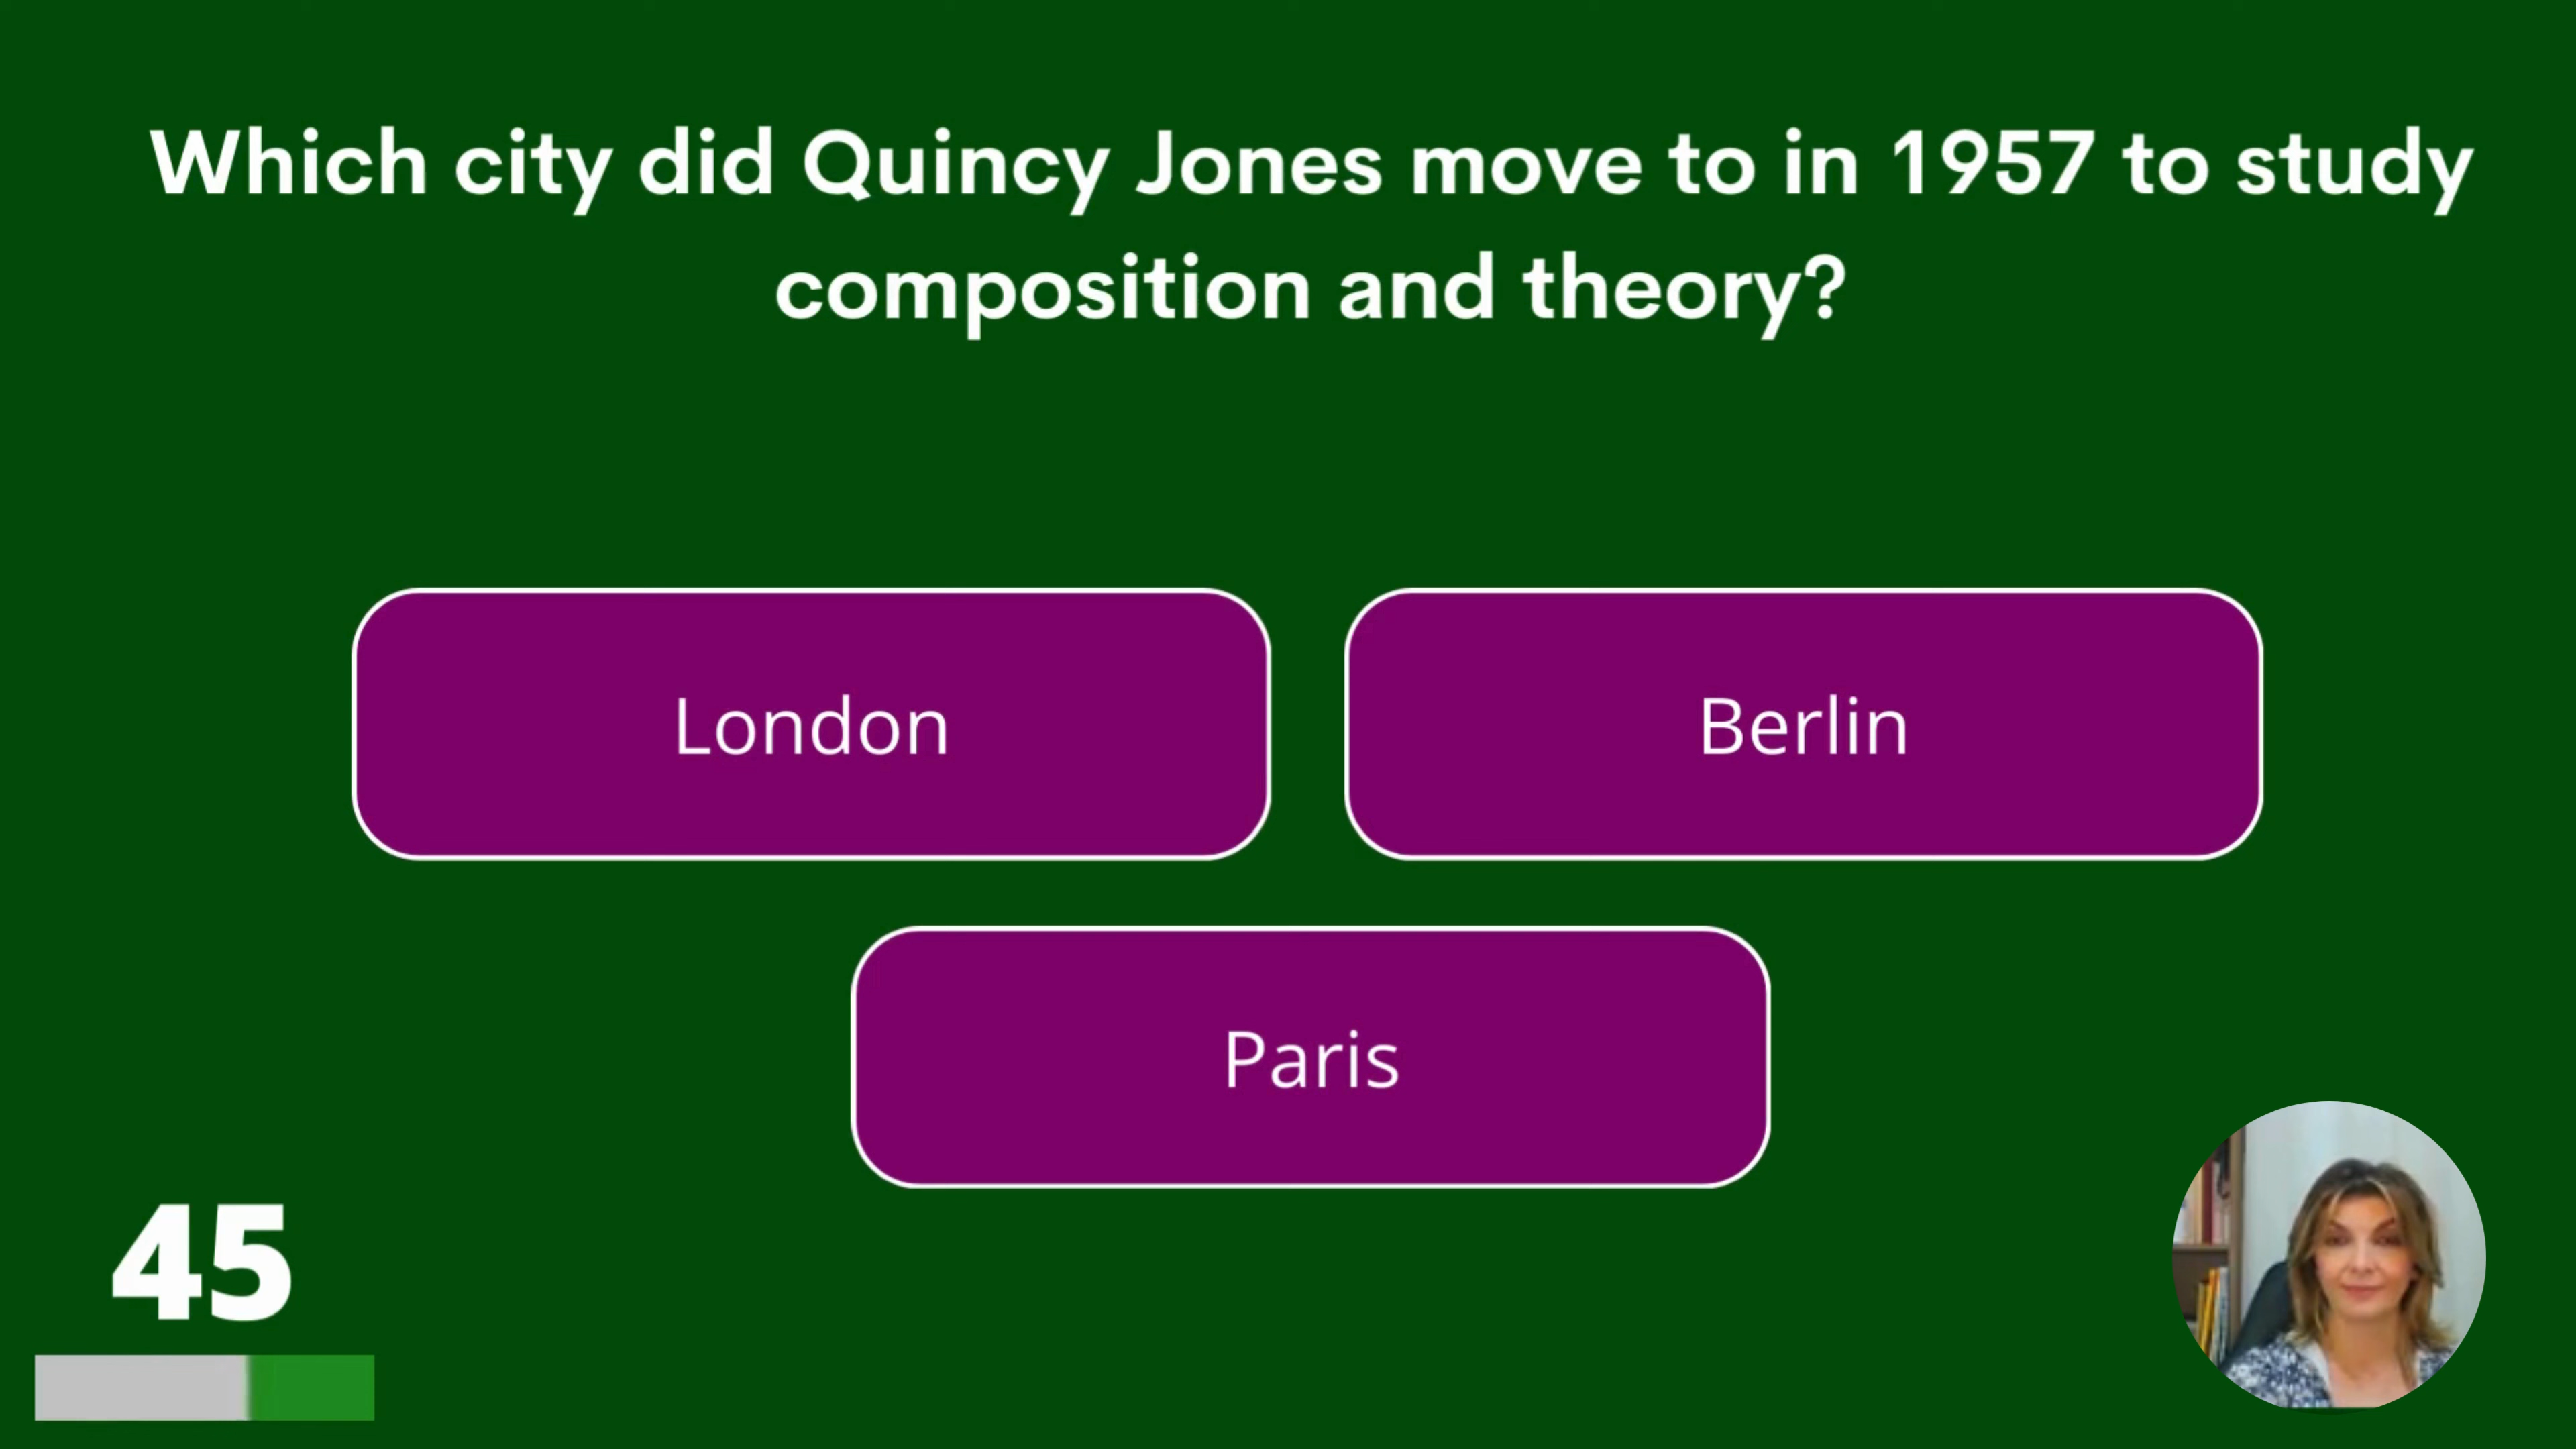 Which city did Quincy Jones move to in 1957 to study
composition and theory?
London
Berlin
Paris
45